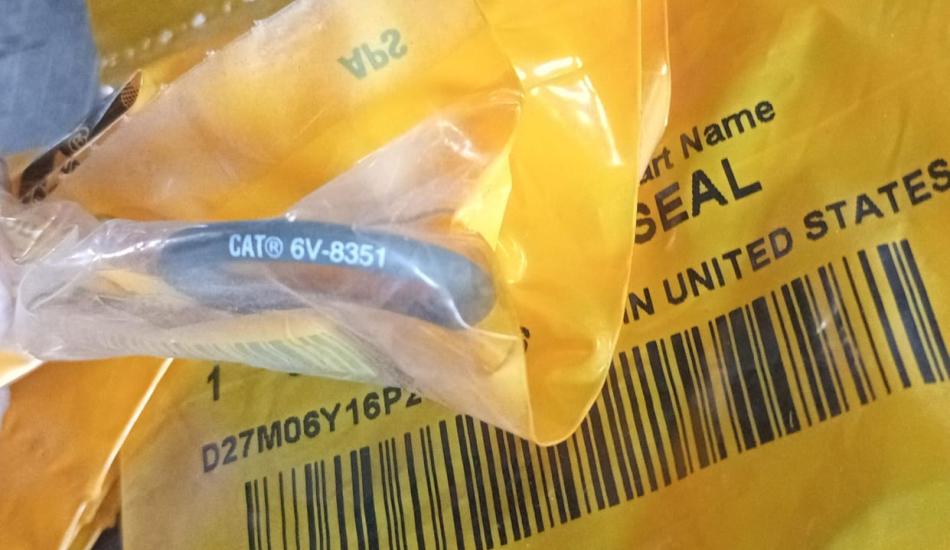 APS
art Name
SEAL
IN UNITED STATES
CAT® 6V-8351
1
D27M06Y16P2